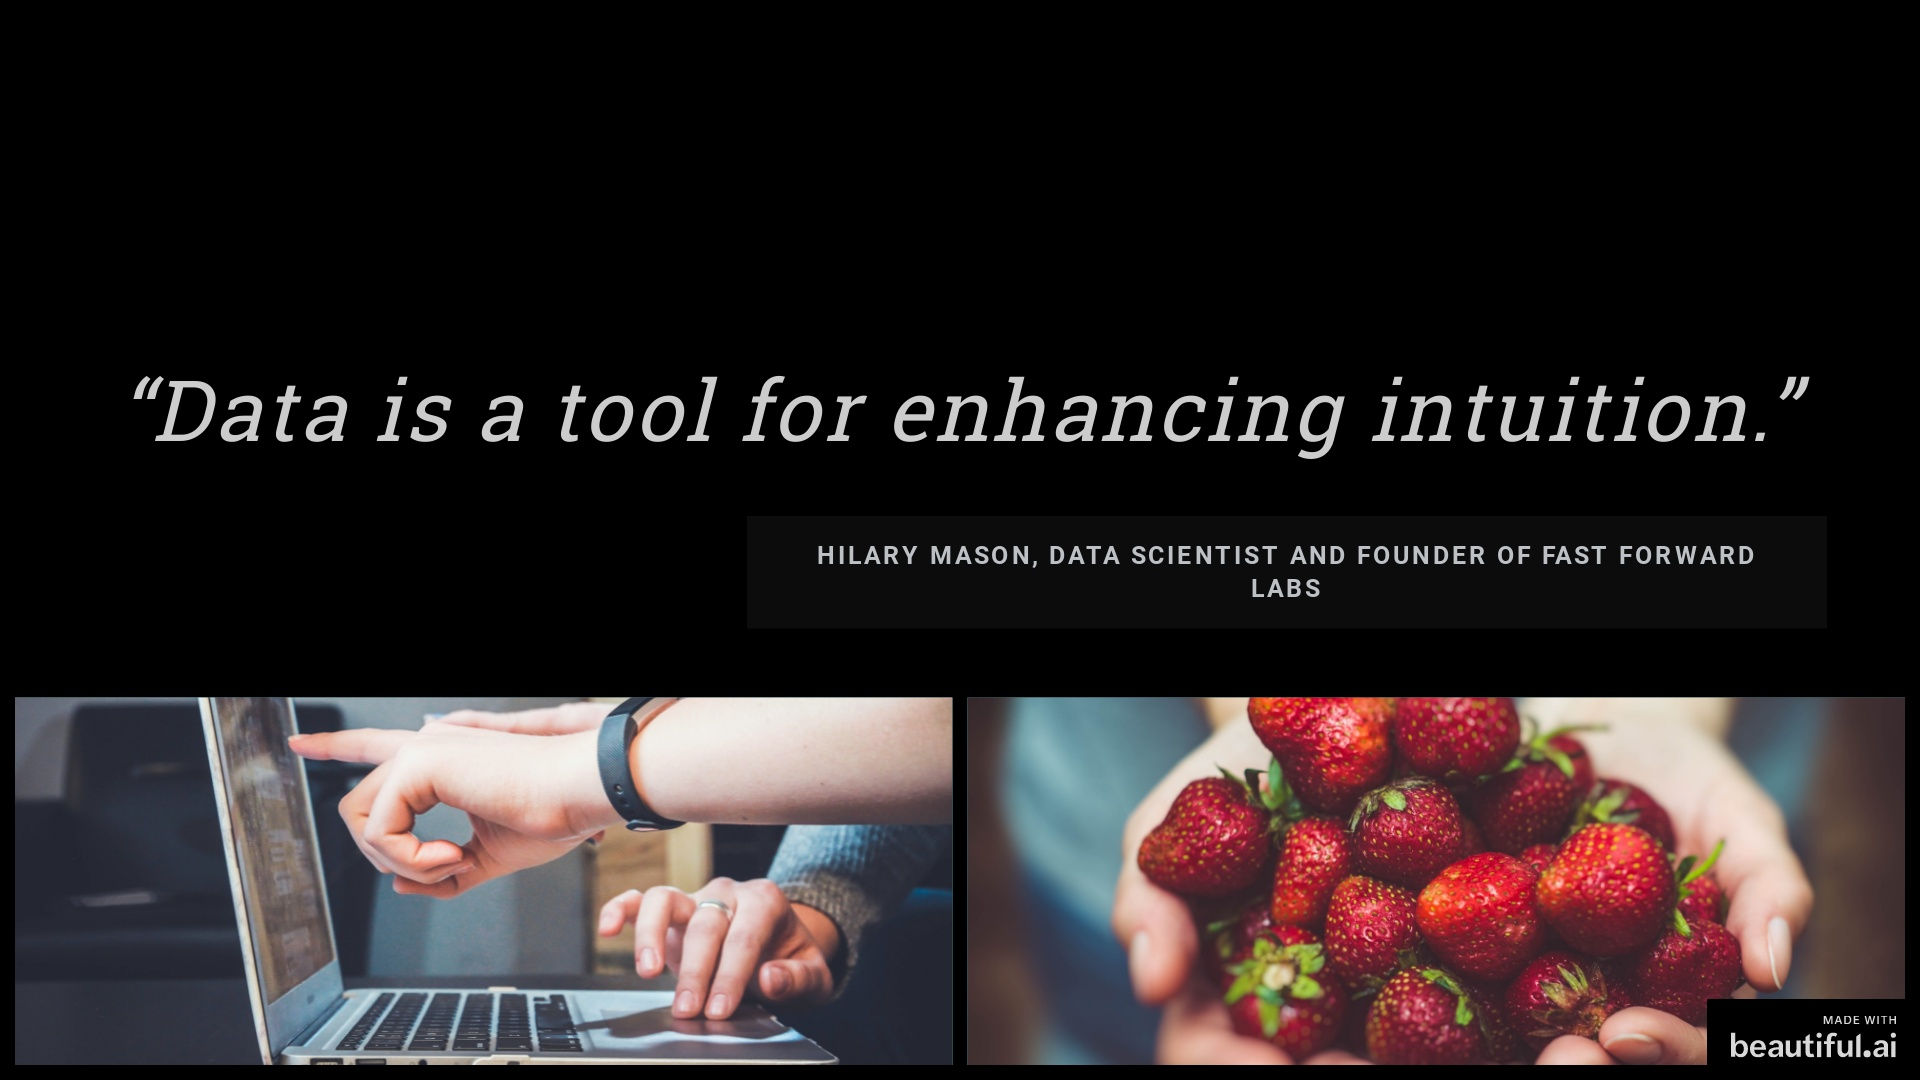 “Data is a tool for enhancing intuition.”
HILARY MASON, DATA SCIENTIST AND FOUNDER OF FAST FORWARD
LABS
MADE WITH
beautiful.ai